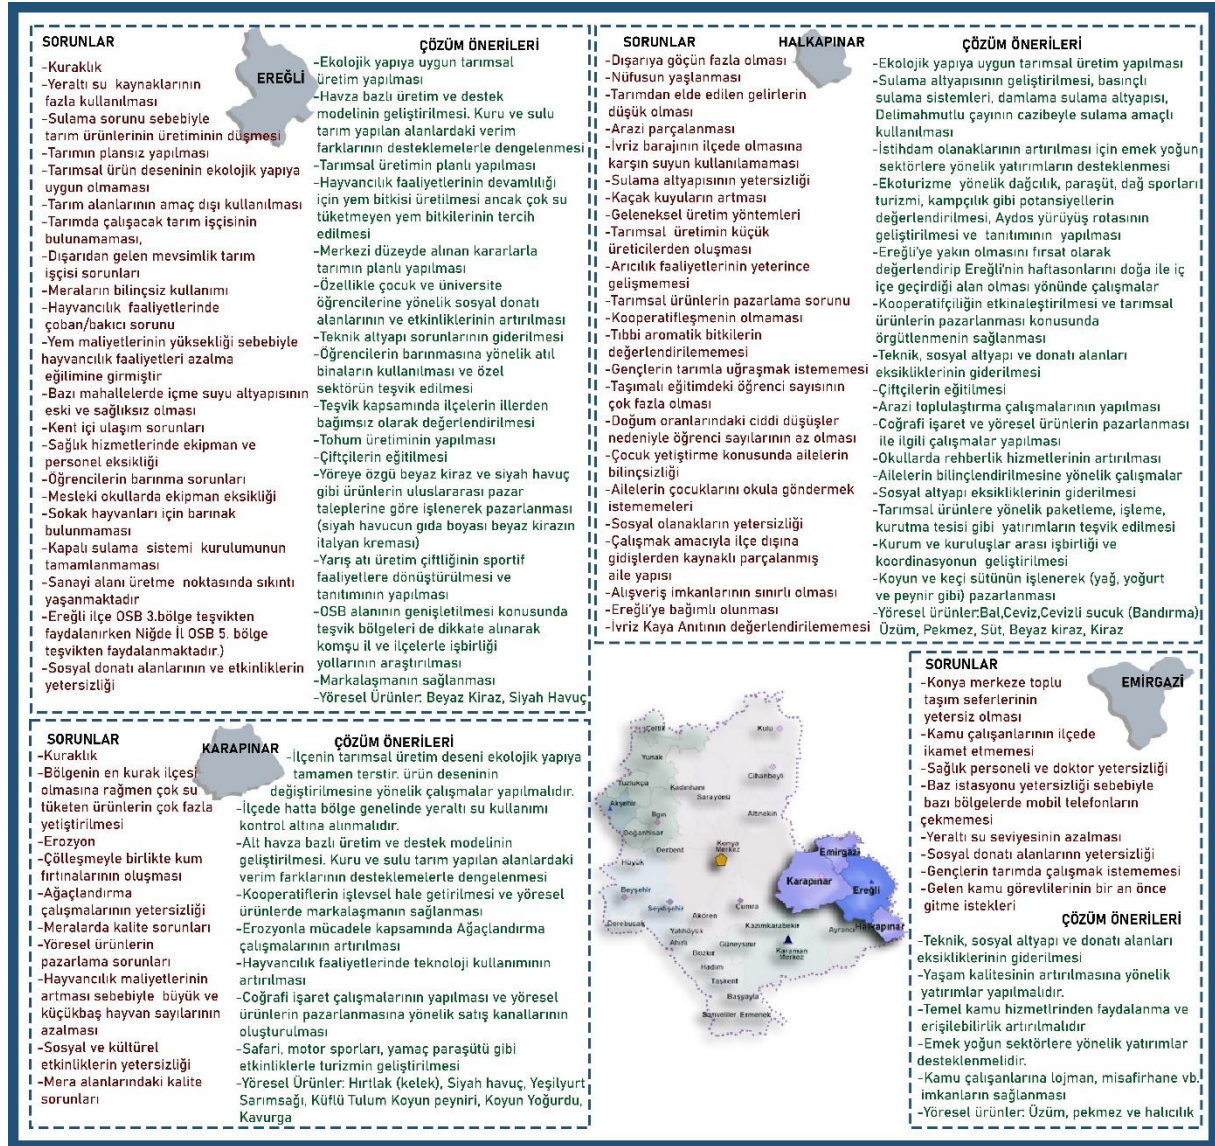 SORUNLAR
EREĞLİ
-Kuraklık
-Yeraltı su kaynaklarının
fazla kullanılması
-Sulama sorunu sebebiyle
tarım ürünlerinin üretiminin düşmesi
-Tarımın plansız yapılması
-Tarımsal ürün deseninin ekolojik yapıya
uygun olmaması
-Tarım alanlarının amaç dışı kullanılması
-Tarımda çalışacak tarım işçisinin
bulunamaması,
-Dışarıdan gelen mevsimlik tarım
işçisi sorunları
-Meraların bilinçsiz kullanımı
-Hayvancılık faaliyetlerinde
çoban/bakıcı sorunu
-Yem maliyetlerinin yüksekliği sebebiyle
hayvancılık faaliyetleri azalma
eğilimine girmiştir
-Bazı mahallelerde içme suyu altyapısının
eski ve sağlıksız olması
-Kent içi ulaşım sorunları
-Sağlık hizmetlerinde ekipman ve
personel eksikliği
-Öğrencilerin barınma sorunları
-Mesleki okullarda ekipman eksikliği
-Sokak hayvanları için barınak
bulunmaması
-Kapalı sulama sistemi kurulumunun
tamamlanmaması
-Sanayi alanı üretme noktasında sıkıntı
yaşanmaktadır
-Ereğli ilçe OSB 3.bölge teşvikten
faydalanırken Niğde İl OSB 5. bölge
teşvikten faydalanmaktadır.)
-Sosyal donatı alanlarının ve etkinliklerin
yetersizliği
ÇÖZÜM ÖNERİLERİ
-Ekolojik yapıya uygun tarımsal
üretim yapılması
-Havza bazlı üretim ve destek
modelinin geliştirilmesi. Kuru ve sulu
tarım yapılan alanlardaki verim
farklarının desteklemelerle dengelenmesi
-Tarımsal üretimin planlı yapılması
-Hayvancılık faaliyetlerinin devamlılığı
için yem bitkisi üretilmesi ancak çok su
tüketmeyen yem bitkilerinin tercih
edilmesi
-Merkezi düzeyde alınan kararlarla
tarımın planlı yapılması
-Özellikle çocuk ve üniversite
öğrencilerine yönelik sosyal donatı
alanlarının ve etkinliklerinin artırılması
-Teknik altyapı sorunlarının giderilmesi
-Öğrencilerin barınmasına yönelik atıl
binaların kullanılması ve özel
sektörün teşvik edilmesi
-Teşvik kapsamında ilçelerin illerden
bağımsız olarak değerlendirilmesi
-Tohum üretiminin yapılması
-Çiftçilerin eğitilmesi
-Yöreye özgü beyaz kiraz ve siyah havuç
gibi ürünlerin uluslararası pazar
taleplerine göre işlenerek pazarlanması
(siyah havucun gıda boyası beyaz kirazın
italyan kreması)
-Yarış atı üretim çiftliğinin sportif
faaliyetlere dönüştürülmesi ve
tanıtımının yapılması
-OSB alanının genişletilmesi konusunda
teşvik bölgeleri de dikkate alınarak
komşu il ve ilçelerle işbirliği
yollarının araştırılması
-Markalaşmanın sağlanması
-Yöresel Ürünler: Beyaz Kiraz, Siyah Havuç
SORUNLAR
HALKAPINAR
-Dışarıya göçün fazla olması
-Nüfusun yaşlanması
-Tarımdan elde edilen gelirlerin
düşük olması
-Arazi parçalanması
-İvriz barajının ilçede olmasına
karşın suyun kullanılamaması
-Sulama altyapısının yetersizliği
-Kaçak kuyuların artması
-Geleneksel üretim yöntemleri
-Tarımsal üretimin küçük
üreticilerden oluşması
-Arıcılık faaliyetlerinin yeterince
gelişmemesi
-Tarımsal ürünlerin pazarlama sorunu
-Kooperatifleşmenin olmaması
-Tıbbi aromatik bitkilerin
değerlendirilememesi
-Gençlerin tarımla uğraşmak istememesi
-Taşımalı eğitimdeki öğrenci sayısının
çok fazla olması
-Doğum oranlarındaki ciddi düşüşler
nedeniyle öğrenci sayılarının az olması
-Çocuk yetiştirme konusunda ailelerin
bilinçsizliği
-Ailelerin çocuklarını okula göndermek
istememeleri
-Sosyal olanakların yetersizliği
-Çalışmak amacıyla ilçe dışına
gidişlerden kaynaklı parçalanmış
aile yapısı
-Alışveriş imkanlarının sınırlı olması
-Ereğli'ye bağımlı olunması
-İvriz Kaya Anıtının değerlendirilememesi
ÇÖZÜM ÖNERİLERİ
-Ekolojik yapıya uygun tarımsal üretim yapılması
-Sulama altyapısının geliştirilmesi, basınçlı
sulama sistemleri, damlama sulama altyapısı,
Delimahmutlu çayının cazibeyle sulama amaçlı
kullanılması
-İstihdam olanaklarının artırılması için emek yoğun
sektörlere yönelik yatırımların desteklenmesi
-Ekoturizme yönelik dağcılık, paraşüt, dağ sporları
turizmi, kampçılık gibi potansiyellerin
değerlendirilmesi, Aydos yürüyüş rotasının
geliştirilmesi ve tanıtımının yapılması
-Ereğli'ye yakın olmasını fırsat olarak
değerlendirip Ereğli'nin haftasonlarını doğa ile iç
içe geçirdiği alan olması yönünde çalışmalar
-Kooperatifçiliğin etkinaleştirilmesi ve tarımsal
ürünlerin pazarlanması konusunda
örgütlenmenin sağlanması
-Teknik, sosyal altyapı ve donatı alanları
eksikliklerinin giderilmesi
-Çiftçilerin eğitilmesi
-Arazi toplulaştırma çalışmalarının yapılması
-Coğrafi işaret ve yöresel ürünlerin pazarlanması
ile ilgili çalışmalar yapılması
-Okullarda rehberlik hizmetlerinin artırılması
-Ailelerin bilinçlendirilmesine yönelik çalışmalar
-Sosyal altyapı eksikliklerinin giderilmesi
-Tarımsal ürünlere yönelik paketleme, işleme,
kurutma tesisi gibi yatırımların teşvik edilmesi
-Kurum ve kuruluşlar arası işbirliği ve
koordinasyonun geliştirilmesi
-Koyun ve keçi sütünün işlenerek (yağ, yoğurt
ve peynir gibi) pazarlanması
-Yöresel ürünler:Bal,Ceviz,Cevizli sucuk (Bandırma)
Üzüm, Pekmez, Süt, Beyaz kiraz, Kiraz
SORUNLAR
KARAPINAR
-Kuraklık
-Bölgenin en kurak ilçesi
olmasına rağmen çok su
tüketen ürünlerin çok fazla
yetiştirilmesi
-Erozyon
-Çölleşmeyle birlikte kum
fırtınalarının oluşması
-Ağaçlandırma
çalışmalarının yetersizliği
-Meralarda kalite sorunları
-Yöresel ürünlerin
pazarlama sorunları
-Hayvancılık maliyetlerinin
artması sebebiyle büyük ve
küçükbaş hayvan sayılarının
azalması
-Sosyal ve kültürel
etkinliklerin yetersizliği
-Mera alanlarındaki kalite
sorunları
ÇÖZÜM ÖNERİLERİ
-İlçenin tarımsal üretim deseni ekolojik yapıya
tamamen terstir. ürün deseninin
değiştirilmesine yönelik çalışmalar yapılmalıdır.
-İlçede hatta bölge genelinde yeraltı su kullanımı
kontrol altına alınmalıdır.
-Alt havza bazlı üretim ve destek modelinin
geliştirilmesi. Kuru ve sulu tarım yapılan alanlardaki
verim farklarının desteklemelerle dengelenmesi
-Kooperatiflerin işlevsel hale getirilmesi ve yöresel
ürünlerde markalaşmanın sağlanması
-Erozyonla mücadele kapsamında Ağaçlandırma
çalışmalarının artırılması
-Hayvancılık faaliyetlerinde teknoloji kullanımının
artırılması
-Coğrafi işaret çalışmalarının yapılması ve yöresel
ürünlerin pazarlanmasına yönelik satış kanallarının
oluşturulması
-Safari, motor sporları, yamaç paraşütü gibi
etkinliklerle turizmin geliştirilmesi
-Yöresel Ürünler: Hırtlak (kelek), Siyah havuç, Yeşilyurt
Sarımsağı, Küflü Tulum Koyun peyniri, Koyun Yoğurdu,
Kavurga
Çeltik
Kulu
Yunak
Cihanbeyli
Tuzlukçu
Kadınhanı
Sarayönü
Akşehir
Ilgın
Altınekin
Doğanhisar
Derbent
Konya
Merkez
Hüyük
Emirgazi
Karapınar
Ereğli
Beyşehir
Seydişehir
Çumra
Derebucak
Akören
Yalıhüyük
Kazımkarabekir
Halkapınar
Ayrancı
Ahırlı
Güneysınır
Bozkır
Karaman
Merkez
Hadim
Taşkent
Başyayla
Sarıveliler
Ermenek
SORUNLAR
EMİRGAZİ
-Konya merkeze toplu
taşım seferlerinin
yetersiz olması
-Kamu çalışanlarının ilçede
ikamet etmemesi
-Sağlık personeli ve doktor yetersizliği
-Baz istasyonu yetersizliği sebebiyle
bazı bölgelerde mobil telefonların
çekmemesi
-Yeraltı su seviyesinin azalması
-Sosyal donatı alanlarının yetersizliği
-Gençlerin tarımda çalışmak istememesi
-Gelen kamu görevlilerinin bir an önce
gitme istekleri
ÇÖZÜM ÖNERİLERİ
-Teknik, sosyal altyapı ve donatı alanları
eksikliklerinin giderilmesi
-Yaşam kalitesinin artırılmasına yönelik
yatırımlar yapılmalıdır.
-Temel kamu hizmetlrinden faydalanma ve
erişilebilirlik artırılmalıdır
-Emek yoğun sektörlere yönelik yatırımlar
desteklenmelidir.
-Kamu çalışanlarına lojman, misafirhane vb.
imkanların sağlanması
-Yöresel ürünler: Üzüm, pekmez ve halıcılık